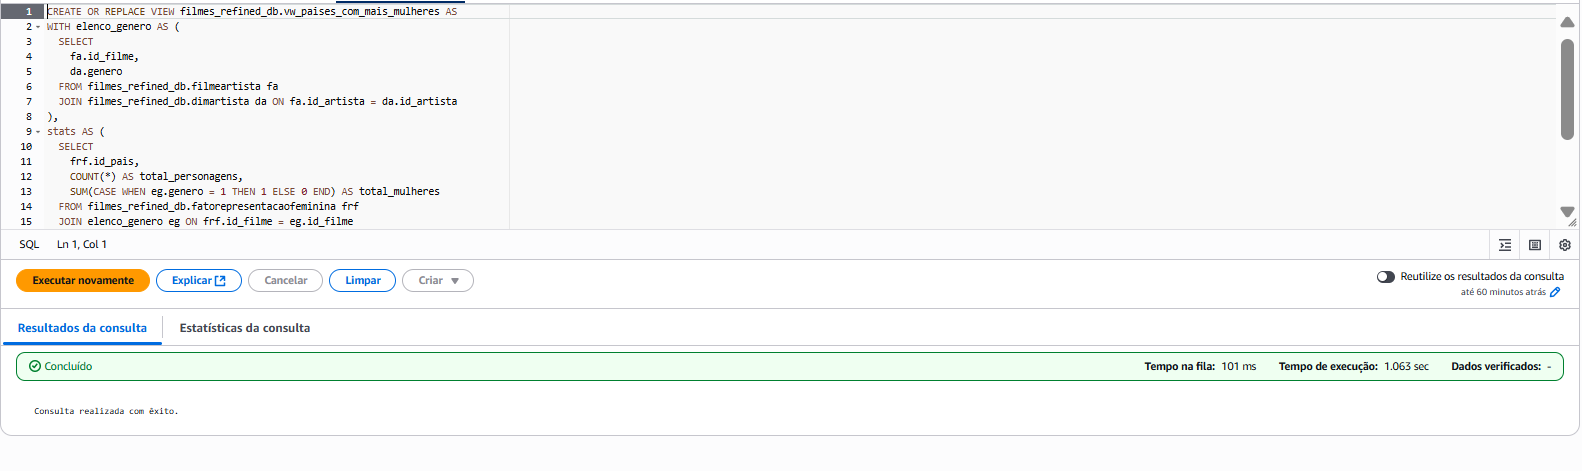 1 CREATE OR REPLACE VIEW filmes_refined_db.vw_paises_com_mais_mulheres AS
2 WITH elenco_genero AS (
3 SELECT
4 fa.id_filme,
5 da.genero
6 FROM filmes_refined_db.filmeartista fa
7 JOIN filmes_refined_db.dimartista da ON fa.id_artista = da.id_artista
8 ),
9 stats AS (
10 SELECT
11 frf.id_pais,
12 COUNT(*) AS total_personagens,
13 SUM(CASE WHEN eg.genero = 1 THEN 1 ELSE 0 END) AS total_mulheres
14 FROM filmes_refined_db.fatorepresentacaofeminina frf
15 JOIN elenco_genero eg ON frf.id_filme = eg.id_filme
SQL Ln 1, Col 1
Executar novamente Explicar Cancelar Limpar Criar Reutilize os resultados da consulta
até 60 minutos atrás
Resultados da consulta Estatísticas da consulta
Concluído Tempo na fila: 101 ms Tempo de execução: 1.063 sec Dados verificados: -
Consulta realizada com êxito.